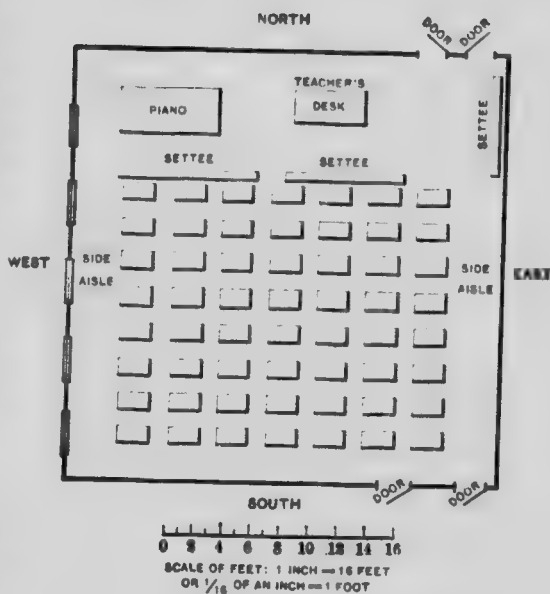 NORTH
DOOR DOOR
TEACHER'S
PIANO
DESK
SETTEE
SETTEE SETTEE
WEST
SIDE
AISLE
SIDE
AISLE
EAST
DOOR DOOR
SOUTH
0 2 4 6 8 10 12 14 16
SCALE OF FEET: 1 INCH = 16 FEET
OR 1/16 OF AN INCH = 1 FOOT